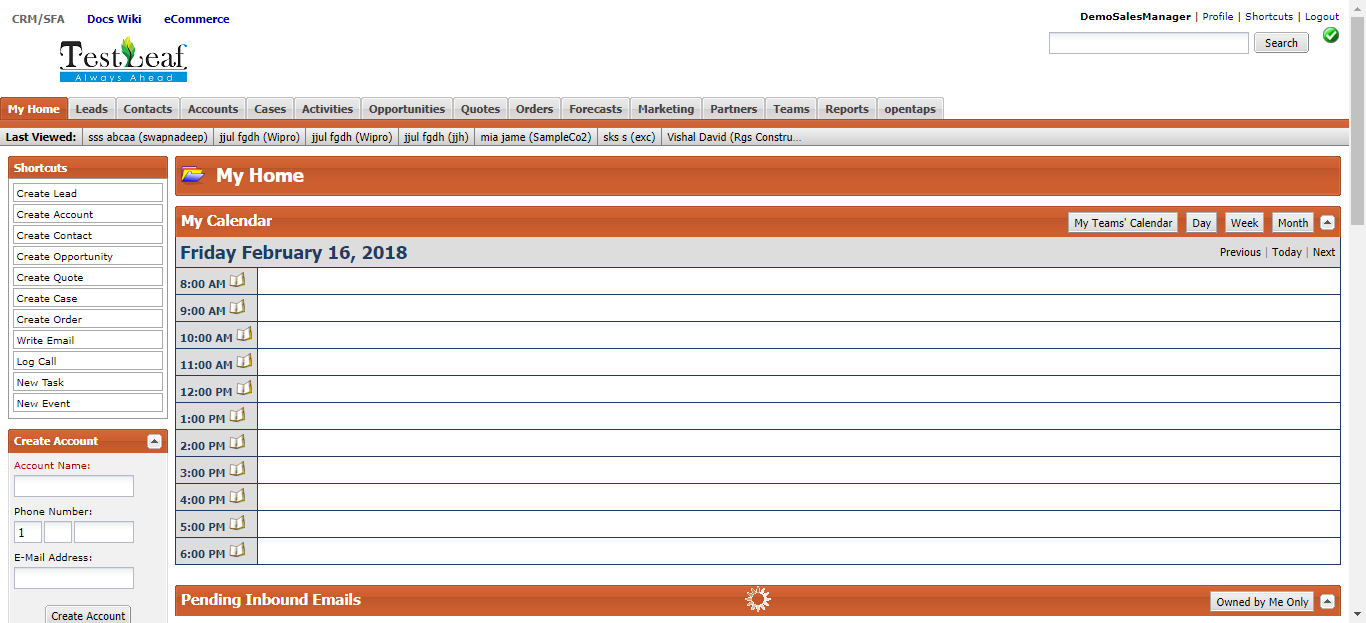 CRM/SFA Docs Wiki eCommerce
DemoSalesManager | Profile | Shortcuts | Logout
Search
TestLeaf
Always Ahead
My Home Leads Contacts Accounts Cases Activities Opportunities Quotes Orders Forecasts Marketing Partners Teams Reports opentaps
Last Viewed: sss abcaa (swapnadeep) jjul fgdh (Wipro) jjul fgdh (Wipro) jjul fgdh (jjh) mia jame (SampleCo2) sks s (exc) Vishal David (Rgs Constru...
Shortcuts
Create Lead
Create Account
Create Contact
Create Opportunity
Create Quote
Create Case
Create Order
Write Email
Log Call
New Task
New Event
Create Account
Account Name:
Phone Number:
1
E-Mail Address:
Create Account
My Home
My Calendar My Teams' Calendar Day Week Month
Friday February 16, 2018 Previous | Today | Next
8:00 AM
9:00 AM
10:00 AM
11:00 AM
12:00 PM
1:00 PM
2:00 PM
3:00 PM
4:00 PM
5:00 PM
6:00 PM
Pending Inbound Emails Owned by Me Only